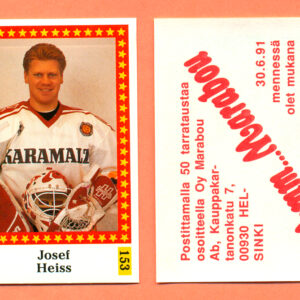 KARAMALZ
Josef
Heiss
153
Postittamalla 50 tarrataustaa
osoitteella Oy Marabou
Ab, Kauppakar-
tanonkatu 7,
00930 HEL-
SINKI
30.6.91
mennessä
olet mukana
Marabou